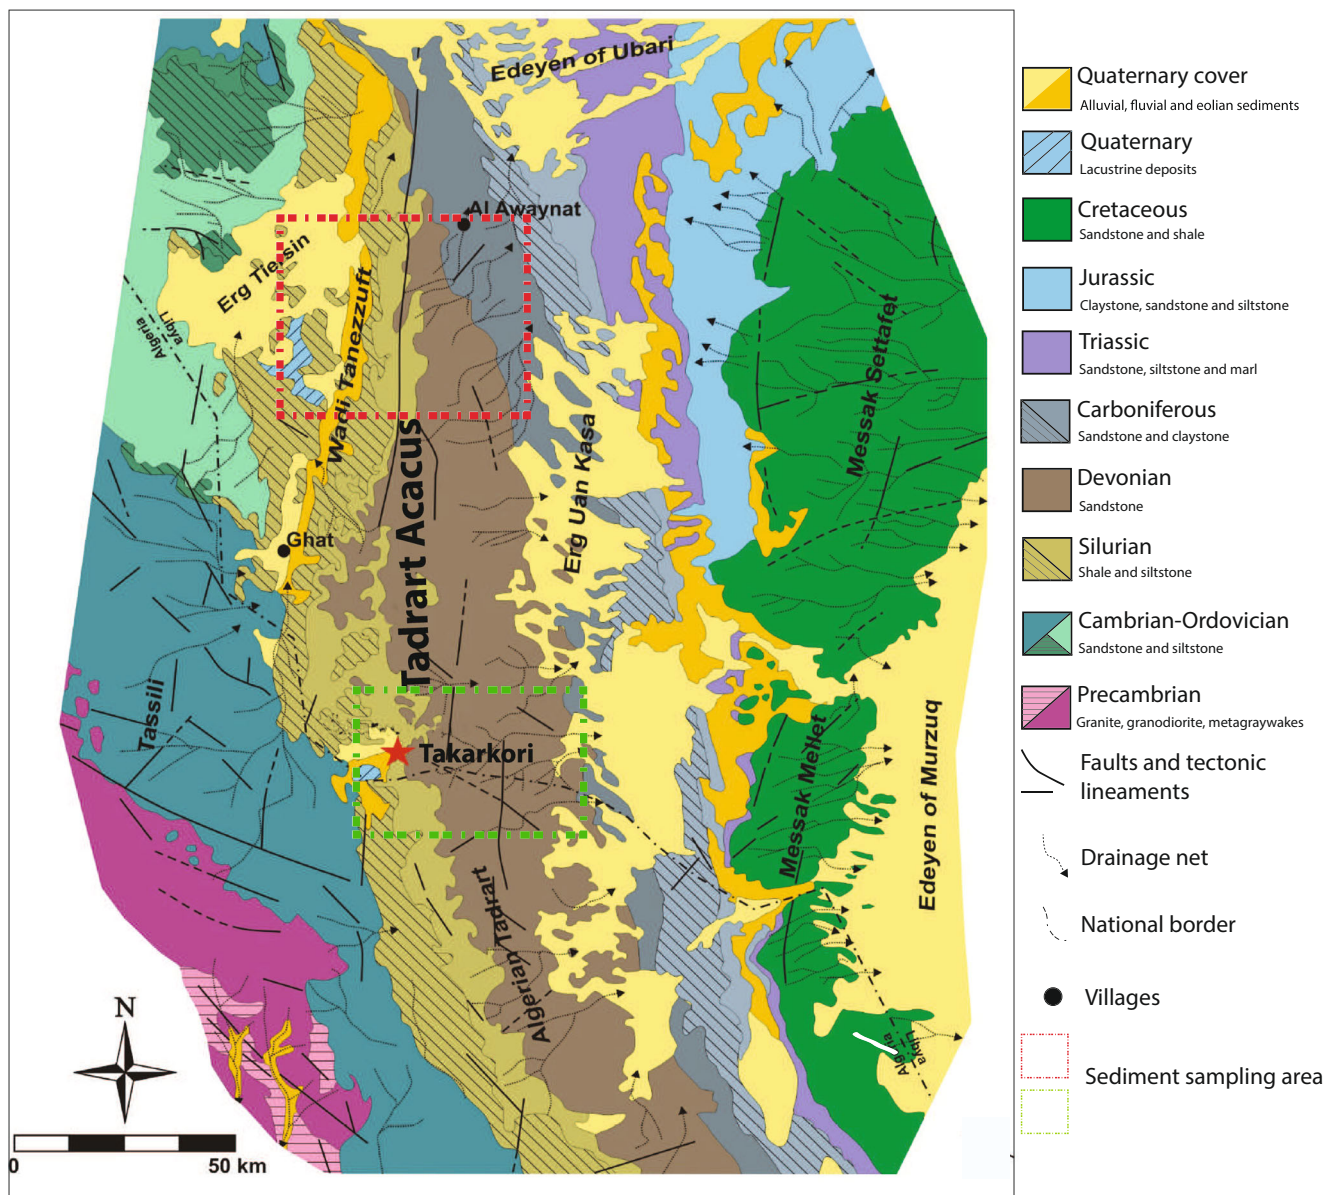 Edeyen of Ubari
Al Awaynat
Erg Tiessin
Wadi Tanezzuft
Algeria
Libya
Tadrart Acacus
Erg Uan Kasa
Messak Settafet
Ghat
Tassili
Takarkori
Messak Mellet
Edeyen of Murzuq
Algerian Tadrart
Libya
N
0 50 km
Quaternary cover
Alluvial, fluvial and eolian sediments
Quaternary
Lacustrine deposits
Cretaceous
Sandstone and shale
Jurassic
Claystone, sandstone and siltstone
Triassic
Sandstone, siltstone and marl
Carboniferous
Sandstone and claystone
Devonian
Sandstone
Silurian
Shale and siltstone
Cambrian-Ordovician
Sandstone and siltstone
Precambrian
Granite, granodiorite, metagraywakes
Faults and tectonic
lineaments
Drainage net
National border
Villages
Sediment sampling area